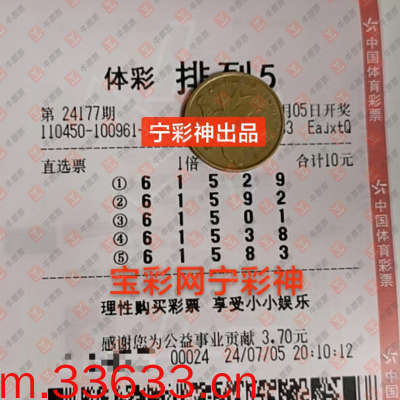 体彩 排列5
第 24177期 月05日开奖
110450-100961- 3 EaJxtQ
宁彩神出品
直选票 1倍 合计10元
① 6 1 5 2 9
② 6 1 5 9 2
③ 6 1 5 0 1
④ 6 1 5 3 8
⑤ 6 1 5 8 3
宝彩网宁彩神
理性购买彩票 享受小小娱乐
感谢您为公益事业贡献 3.70元
00024 24/07/05 20:10:12
m.33633.cn
中国体育彩票
中国体育彩票